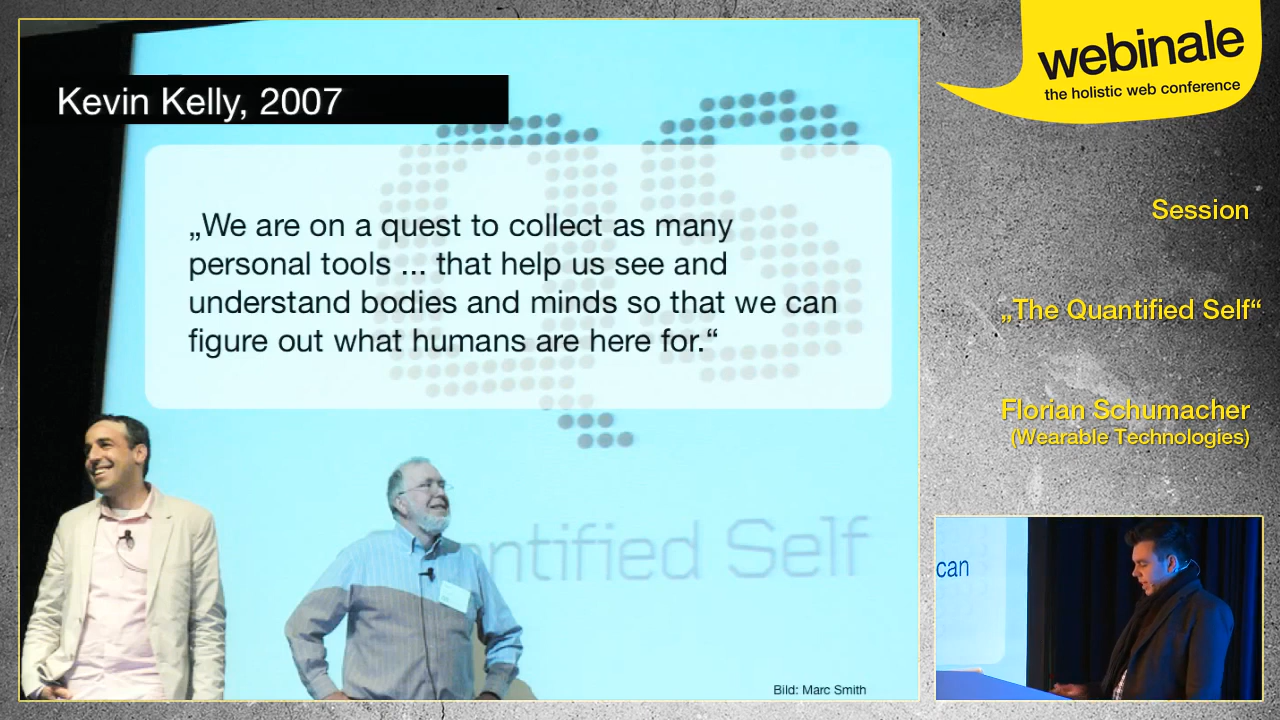 Kevin Kelly, 2007
„We are on a quest to collect as many
personal tools ... that help us see and
understand bodies and minds so that we can
figure out what humans are here for.“
ntified Self
Bild: Marc Smith
webinale
the holistic web conference
Session
„The Quantified Self“
Florian Schumacher
(Wearable Technologies)
can